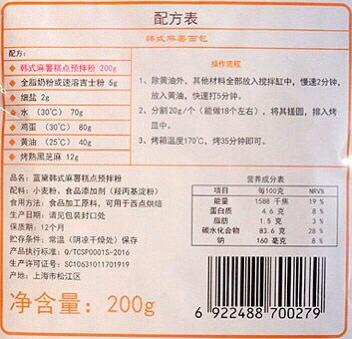 配方表
韩式麻薯面包
配方:
◆ 韩式麻薯糕点预拌粉 200g
◆ 全脂奶粉或速溶吉士粉 5g
◆ 细盐 2g
◆ 水 (30℃) 70g
◆ 鸡蛋 (30℃) 80g
◆ 黄油 (25℃) 40g
◆ 烤熟黑芝麻 12g
操作流程
1、除黄油外,其他材料全部放入搅拌缸中,慢速2分钟,
放入黄油,快速打5分钟。
2、分割20g/个(能做18个左右),将其搓圆,排入烤
盘中。
3、烤箱温度170℃,烤35分钟即可。
品名:蓝黛韩式麻薯糕点预拌粉
配料:小麦粉,食品添加剂(羟丙基淀粉)
食用方法:食品加工原料,可用于西点烘焙
生产日期:请见包装封口处
保质期:12个月
贮存条件:常温(阴凉干燥处)保存
产品执行标准:Q/TCSP0001S-2016
生产许可证号:SC10631011701919
产地:上海市松江区
净含量:200g
营养成分表
项目 每100克 NRV%
能量 1588 千焦 19 %
蛋白质 4.6 克 8 %
脂肪 1.5 克 3 %
碳水化合物 83.6 克 28 %
钠 160 毫克 8 %
6 922488 700279